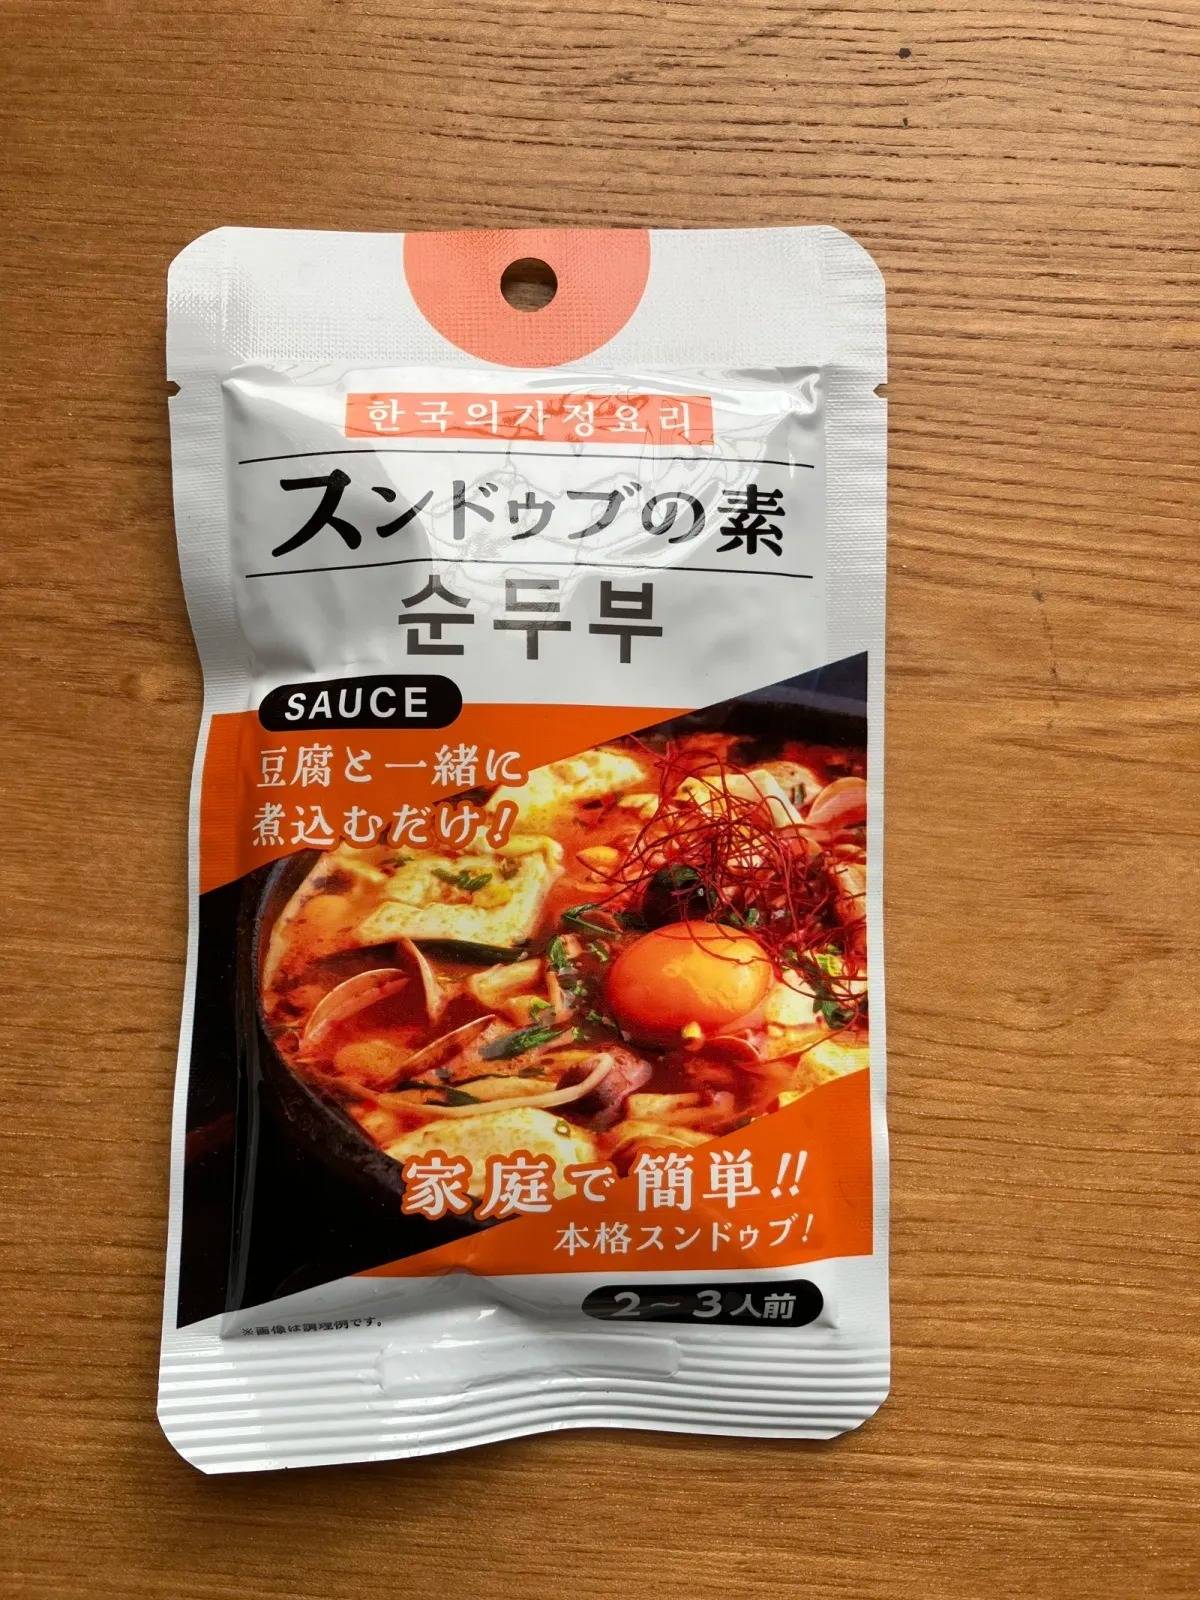 한국의가정요리
スンドゥブの素
순두부
SAUCE
豆腐と一緒に
煮込むだけ!
家庭で簡単!!
本格スンドゥブ!
2〜3人前
※画像は調理例です。